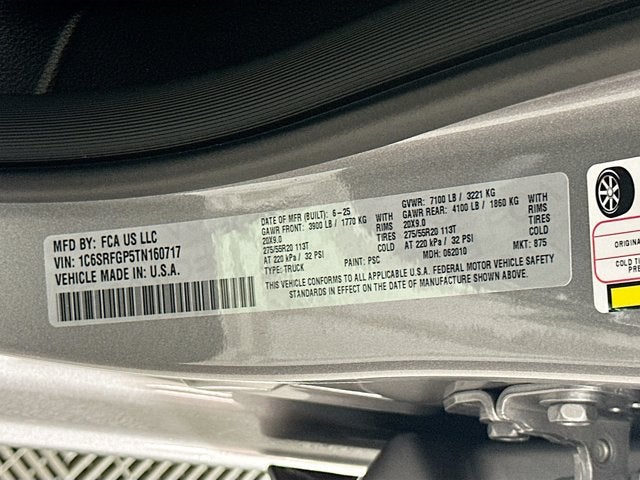 MFD BY: FCA US LLC
VIN: 1C6SRFGP5TN160717
VEHICLE MADE IN U.S.A.
DATE OF MFR (BUILT): 6-25
GAWR FRONT: 3900 LB / 1770 KG WITH
20X9.0 RIMS
275/55R20 113T TIRES
AT 220 kPa / 32 PSI COLD
TYPE: TRUCK PAINT: PSC
GVWR: 7100 LB / 3221 KG
GAWR REAR: 4100 LB / 1860 KG WITH
20X9.0 RIMS
275/55R20 113T TIRES
AT 220 kPa / 32 PSI COLD
MDH: 062010 MKT: 875
THIS VEHICLE CONFORMS TO ALL APPLICABLE U.S.A. FEDERAL MOTOR VEHICLE SAFETY
STANDARDS IN EFFECT ON THE DATE OF MANUFACTURE SHOWN ABOVE.
ORIGINA
COLD TI
PRE